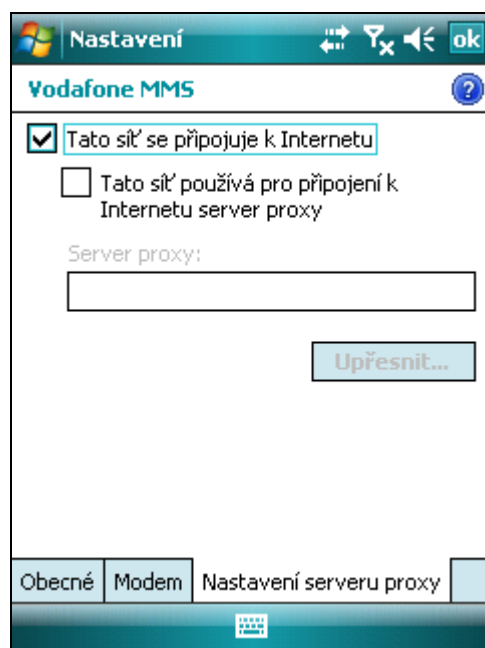 Nastavení ok
Vodafone MMS
Tato síť se připojuje k Internetu
Tato síť používá pro připojení k
Internetu server proxy
Server proxy:
Upřesnit...
Obecné Modem Nastavení serveru proxy